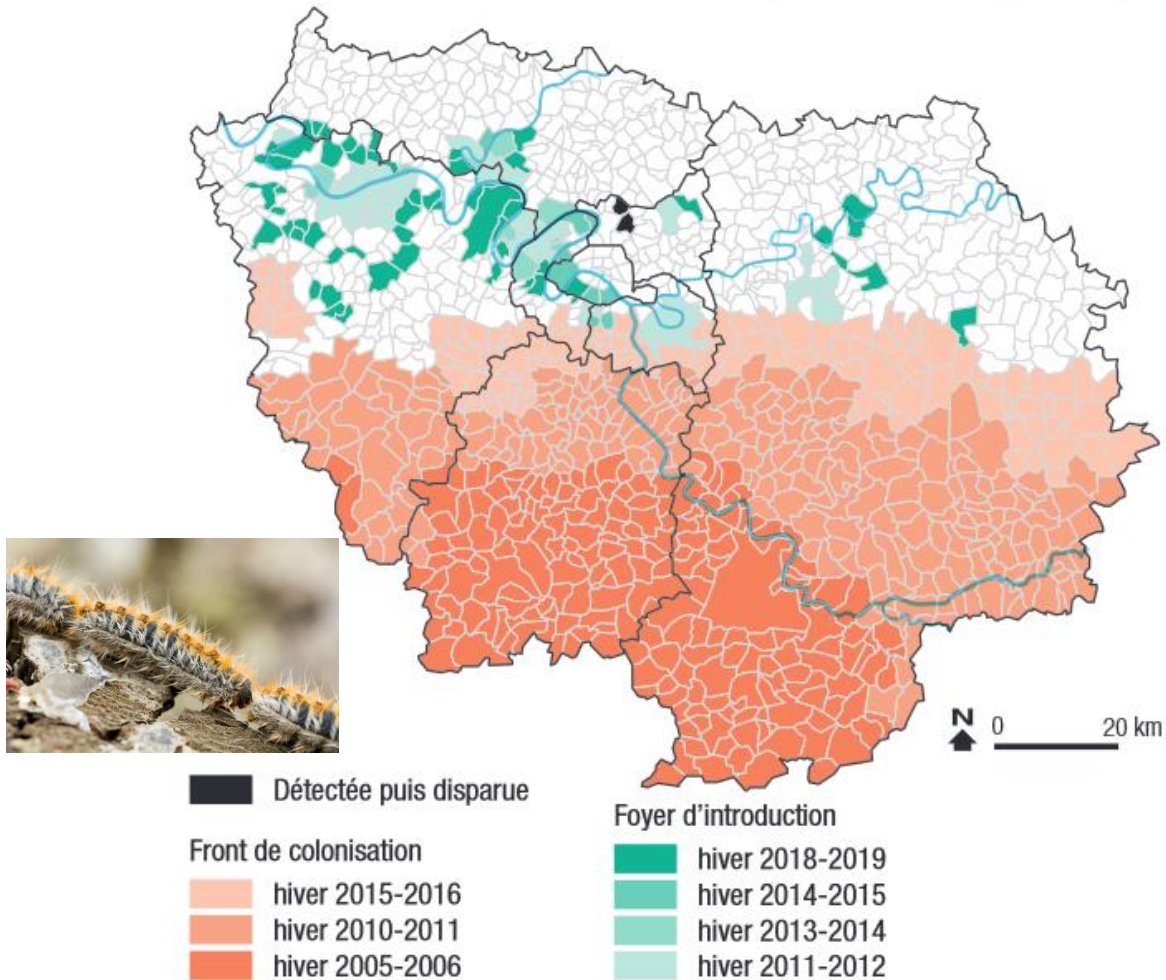 N
0 20 km
Détectée puis disparue
Front de colonisation
hiver 2015-2016
hiver 2010-2011
hiver 2005-2006
Foyer d’introduction
hiver 2018-2019
hiver 2014-2015
hiver 2013-2014
hiver 2011-2012